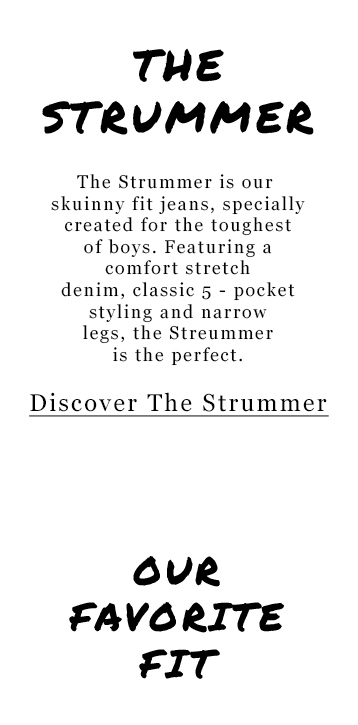 THE
STRUMMER
The Strummer is our
skuinny fit jeans, specially
created for the toughest
of boys. Featuring a
comfort stretch
denim, classic 5 - pocket
styling and narrow
legs, the Streummer
is the perfect.
Discover The Strummer
OUR
FAVORITE
FIT